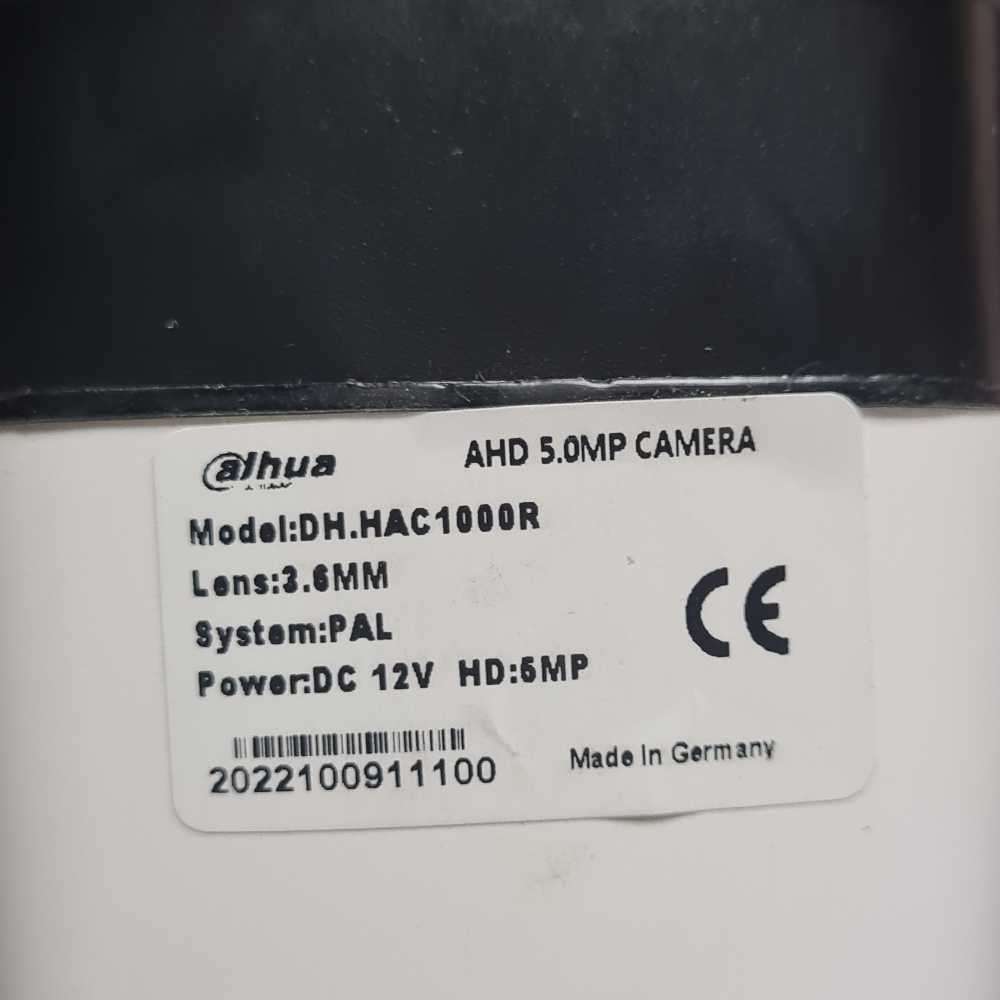 alhua
AHD 5.0MP CAMERA
Model:DH.HAC1000R
Lens:3.6MM
System:PAL
Power:DC 12V HD:5MP
CE
2022100911100
Made In Germany